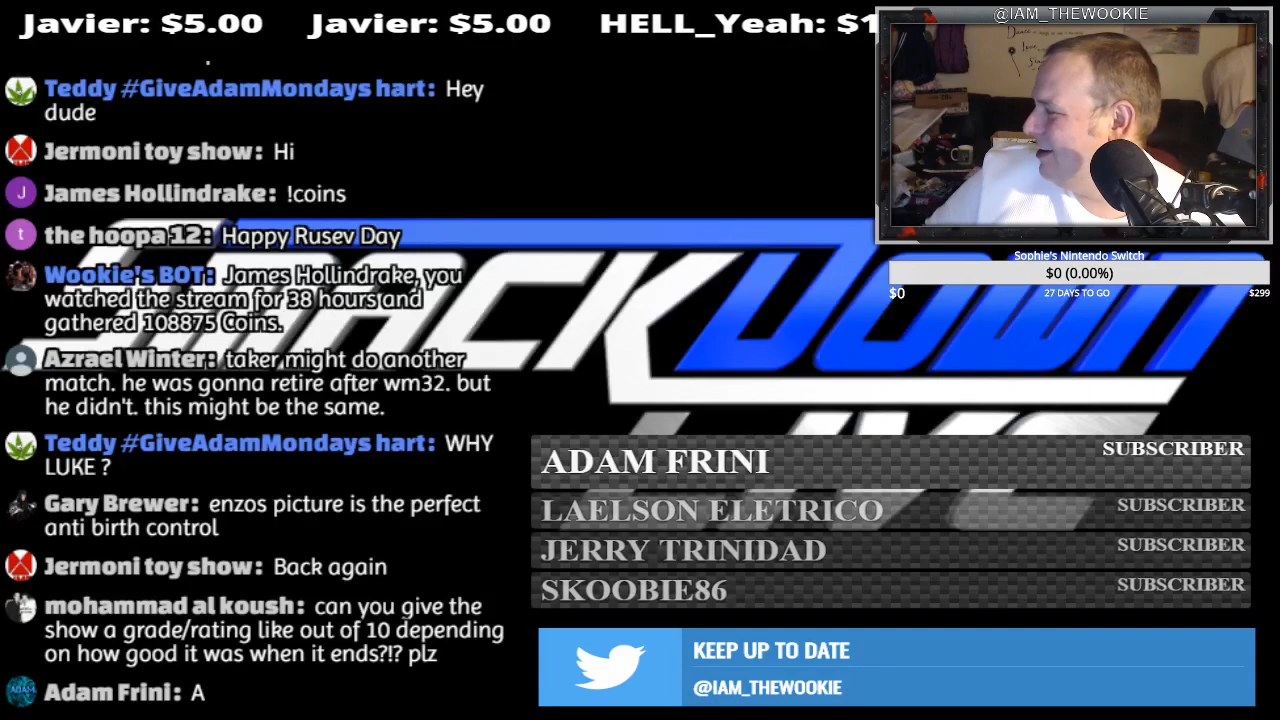 Javier: $5.00 Javier: $5.00 HELL_Yeah: $1
@IAM_THEWOOKIE
Teddy #GiveAdamMondays hart: Hey
dude
Jermoni toy show: Hi
J James Hollindrake: !coins
t the hoopa 12: Happy Rusev Day
Wookie's BOT: James Hollindrake, you
watched the stream for 38 hours and
gathered 108875 Coins.
Azrael Winter: taker might do another
match. he was gonna retire after wm32. but
he didn't. this might be the same.
Teddy #GiveAdamMondays hart: WHY
LUKE ?
Gary Brewer: enzos picture is the perfect
anti birth control
Jermoni toy show: Back again
mohammad al koush: can you give the
show a grade/rating like out of 10 depending
on how good it was when it ends?!? plz
ADAM Adam Frini: A
Sophie's Nintendo Switch
$0 (0.00%)
$0 27 DAYS TO GO $299
SMACKDOWN
LIVE
ADAM FRINI SUBSCRIBER
LAELSON ELETRICO SUBSCRIBER
JERRY TRINIDAD SUBSCRIBER
SKOOBIE86 SUBSCRIBER
KEEP UP TO DATE
@IAM_THEWOOKIE